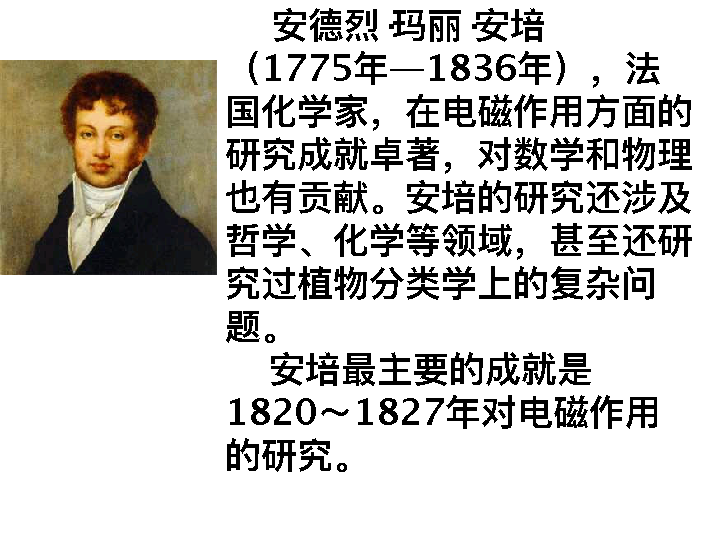 安德烈·玛丽·安培
（1775年—1836年），法
国化学家，在电磁作用方面的
研究成就卓著，对数学和物理
也有贡献。安培的研究还涉及
哲学、化学等领域，甚至还研
究过植物分类学上的复杂问
题。
安培最主要的成就是
1820～1827年对电磁作用
的研究。